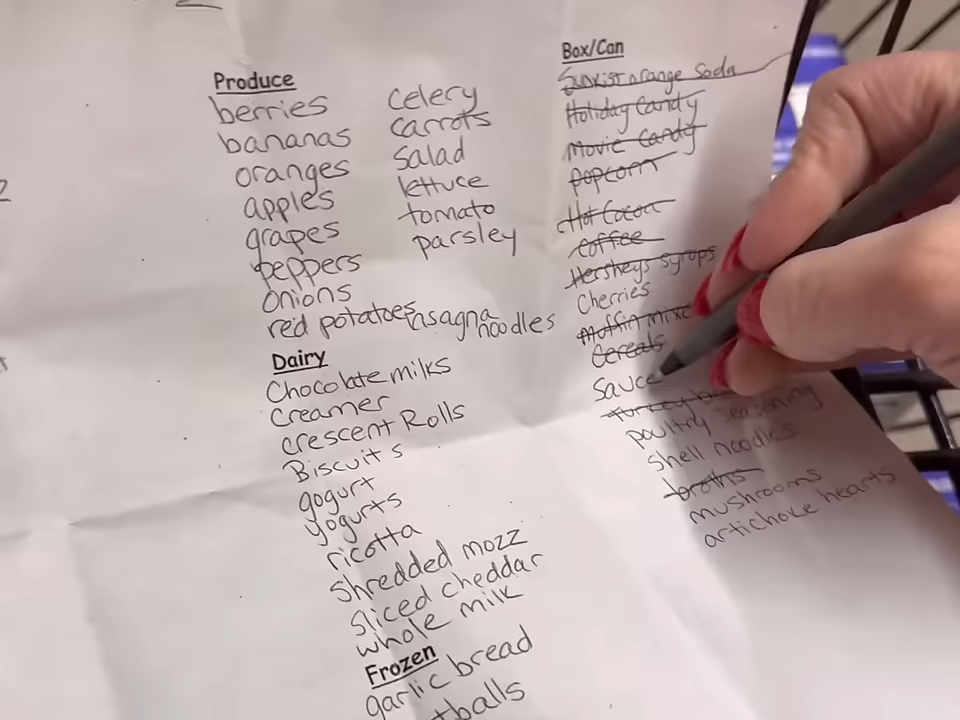 Produce
berries
bananas
oranges
apples
grapes
peppers
onions
red potatoes
celery
carrots
salad
lettuce
tomato
parsley
lasagna noodles
Dairy
Chocolate milks
creamer
crescent Rolls
Biscuits
gogurt
yogurts
ricotta
shredded mozz
sliced cheddar
whole milk
Frozen
garlic bread
Box/Can
Sunkist orange Soda
Holiday Candy
Movie Candy
popcorn
Hot Cocoa
coffee
Hersheys syrups
Cherries
Muffin mix
Cereals
Sauce
turkey
poultry seasoning
shell noodles
broths
mushrooms
artichoke hearts